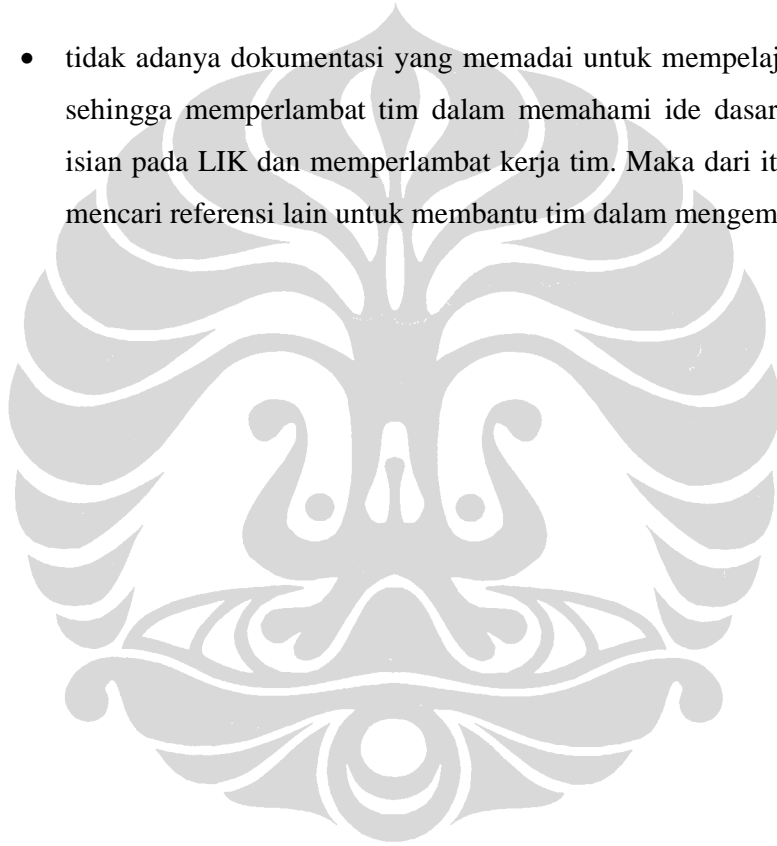 • tidak adanya dokumentasi yang memadai untuk mempelaj
sehingga memperlambat tim dalam memahami ide dasar
isian pada LIK dan memperlambat kerja tim. Maka dari it
mencari referensi lain untuk membantu tim dalam mengem